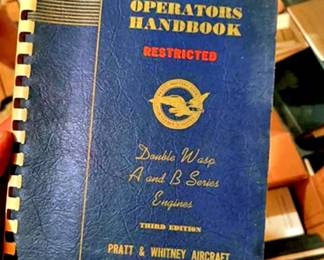 OPERATORS
HANDBOOK
RESTRICTED
Double Wasp
A and B Series
Engines
THIRD EDITION
PRATT & WHITNEY AIRCRAFT